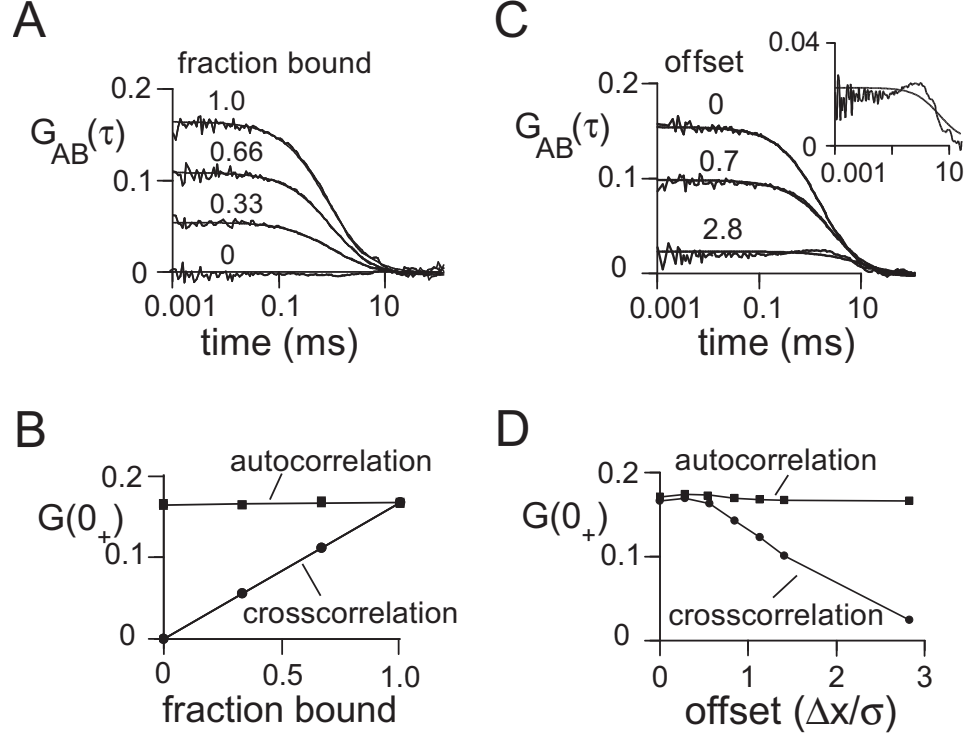 A
fraction bound
0.2
1.0
G_AB(τ)
0.66
0.1
0.33
0
0
0.001
0.1
10
time (ms)
C
offset
0.2
0
G_AB(τ)
0.7
0.1
2.8
0
0.001
0.1
10
time (ms)
0.04
0
0.001
10
B
0.2
autocorrelation
G(0_+)
0.1
crosscorrelation
0
0
0.5
1.0
fraction bound
D
0.2
autocorrelation
G(0_+)
0.1
crosscorrelation
0
0
1
2
3
offset (Δx/σ)